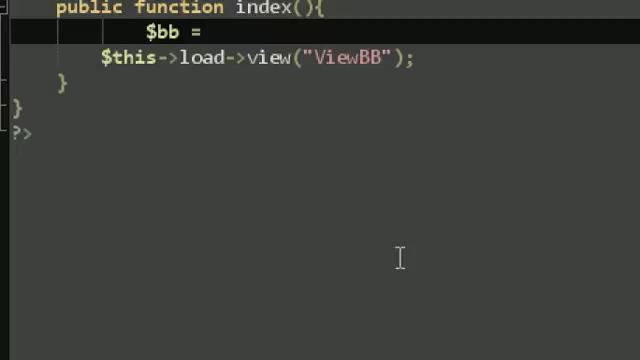 public function index(){
$bb =
$this->load->view("ViewBB");
}
}
?>